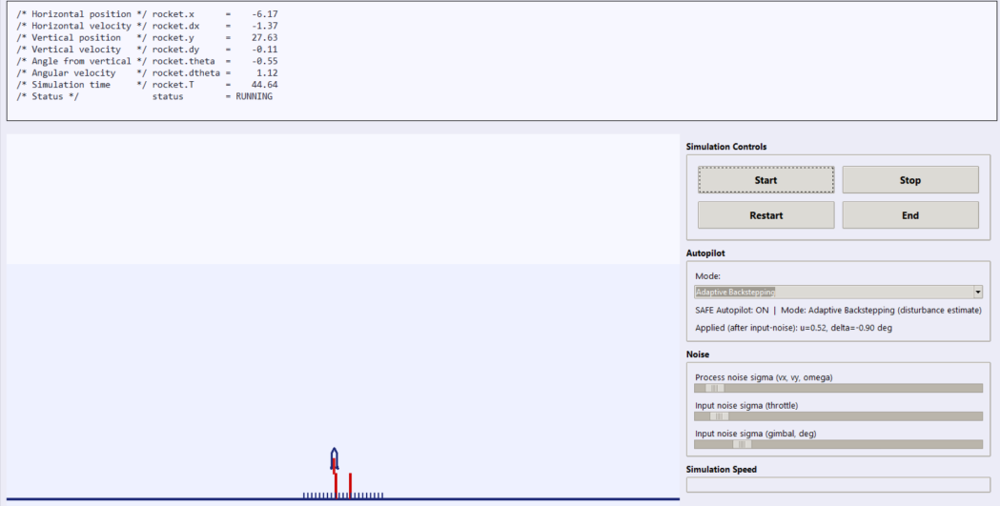 /* Horizontal position */ rocket.x = -6.17
/* Horizontal velocity */ rocket.dx = -1.37
/* Vertical position */ rocket.y = 27.63
/* Vertical velocity */ rocket.dy = -0.11
/* Angle from vertical */ rocket.theta = -0.55
/* Angular velocity */ rocket.dtheta = 1.12
/* Simulation time */ rocket.T = 44.64
/* Status */ status = RUNNING
Simulation Controls
Start Stop
Restart End
Autopilot
Mode:
Adaptive Backstepping
SAFE Autopilot: ON | Mode: Adaptive Backstepping (disturbance estimate)
Applied (after input-noise): u=0.52, delta=-0.90 deg
Noise
Process noise sigma (vx, vy, omega)
Input noise sigma (throttle)
Input noise sigma (gimbal, deg)
Simulation Speed